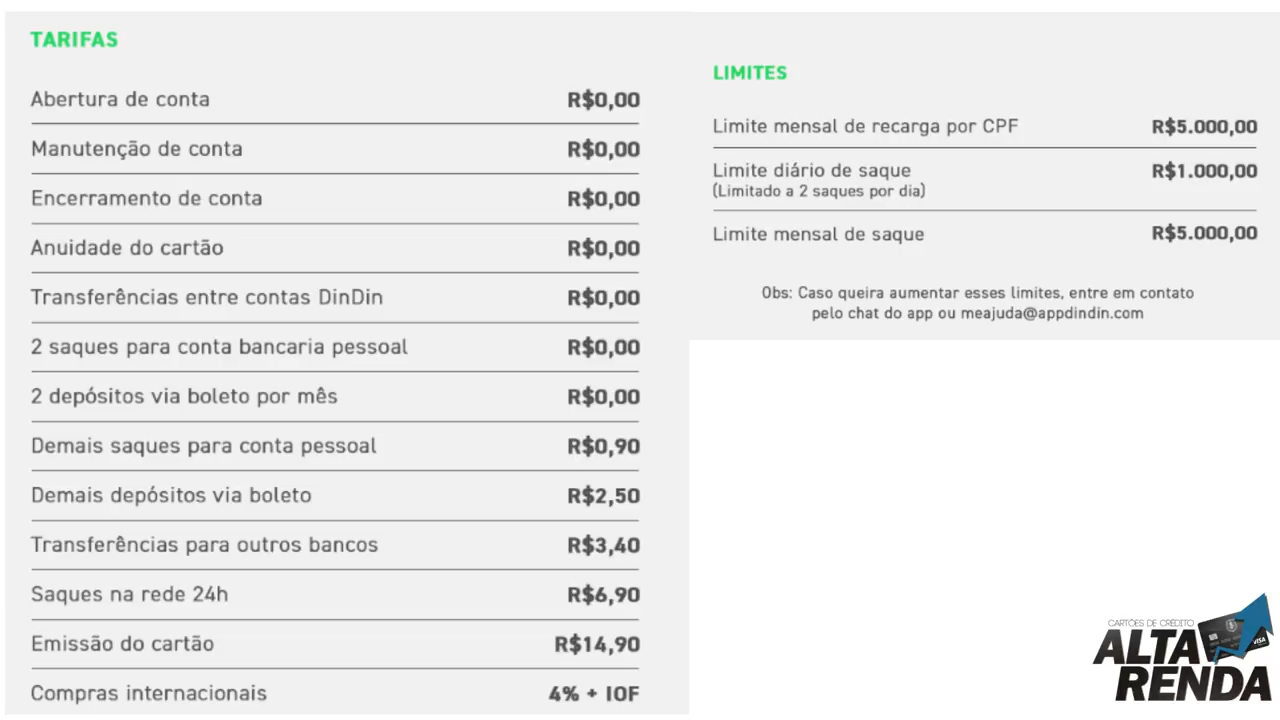 TARIFAS
Abertura de conta R$0,00
Manutenção de conta R$0,00
Encerramento de conta R$0,00
Anuidade do cartão R$0,00
Transferências entre contas DinDin R$0,00
2 saques para conta bancaria pessoal R$0,00
2 depósitos via boleto por mês R$0,00
Demais saques para conta pessoal R$0,90
Demais depósitos via boleto R$2,50
Transferências para outros bancos R$3,40
Saques na rede 24h R$6,90
Emissão do cartão R$14,90
Compras internacionais 4% + IOF
LIMITES
Limite mensal de recarga por CPF R$5.000,00
Limite diário de saque R$1.000,00
(Limitado a 2 saques por dia)
Limite mensal de saque R$5.000,00
Obs: Caso queira aumentar esses limites, entre em contato
pelo chat do app ou meajuda@appdindin.com
CARTÕES DE CRÉDITO
ALTA
RENDA
VISA